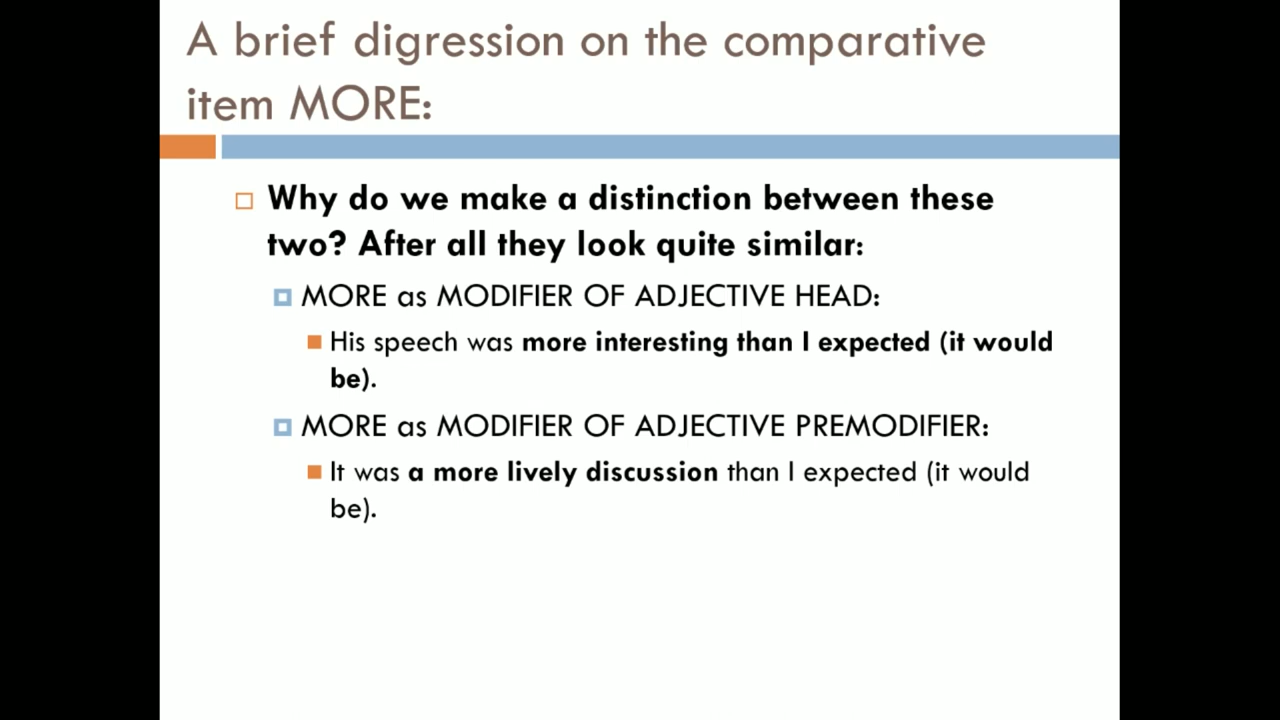 A brief digression on the comparative
item MORE:
Why do we make a distinction between these
two? After all they look quite similar:
MORE as MODIFIER OF ADJECTIVE HEAD:
His speech was more interesting than I expected (it would
be).
MORE as MODIFIER OF ADJECTIVE PREMODIFIER:
It was a more lively discussion than I expected (it would
be).